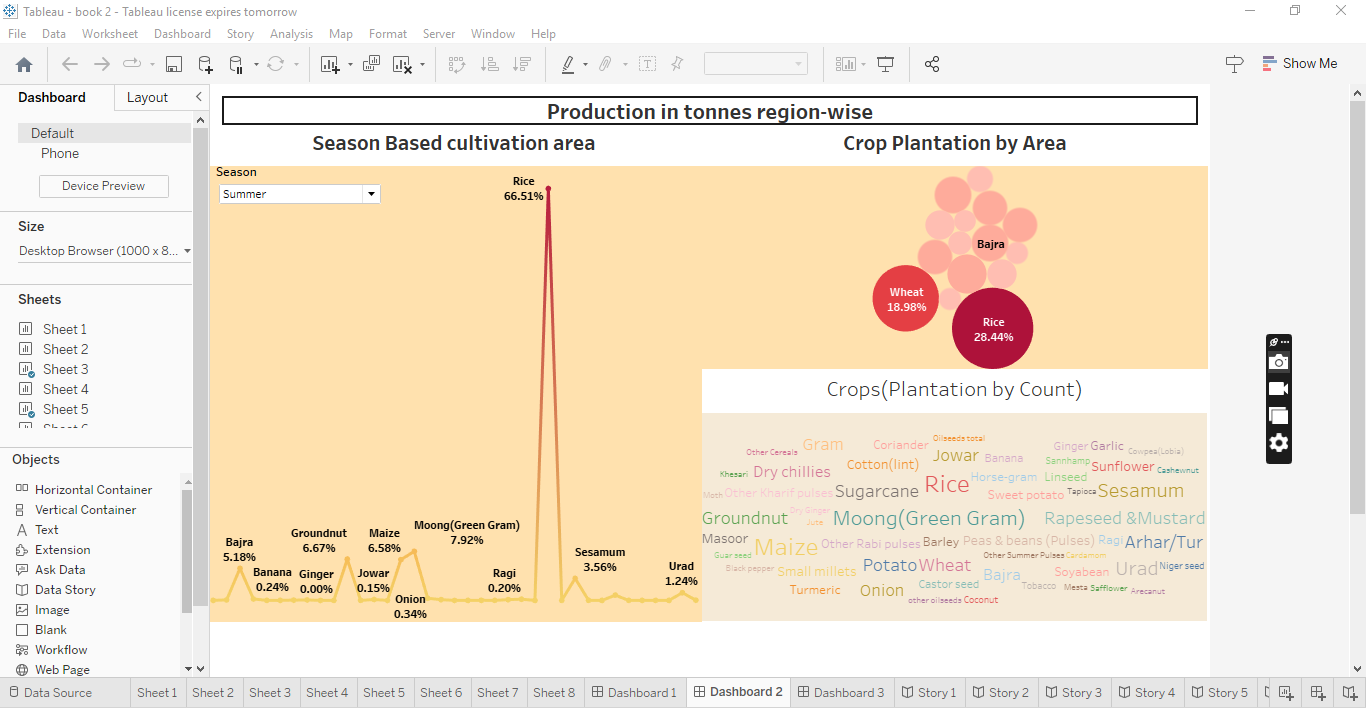 Tableau - book 2 - Tableau license expires tomorrow
File Data Worksheet Dashboard Story Analysis Map Format Server Window Help
Show Me
Dashboard Layout
Default
Phone
Device Preview
Size
Desktop Browser (1000 x 8...
Sheets
Sheet 1
Sheet 2
Sheet 3
Sheet 4
Sheet 5
Objects
Horizontal Container
Vertical Container
Text
Extension
Ask Data
Data Story
Image
Blank
Workflow
Web Page
Production in tonnes region-wise
Season Based cultivation area
Season
Summer
Rice
66.51%
Bajra
5.18%
Banana
0.24%
Groundnut
6.67%
Ginger
0.00%
Maize
6.58%
Jowar
0.15%
Onion
0.34%
Moong(Green Gram)
7.92%
Ragi
0.20%
Sesamum
3.56%
Urad
1.24%
Crop Plantation by Area
Bajra
Wheat
18.98%
Rice
28.44%
Crops(Plantation by Count)
Other Cereals Gram Coriander Oilseeds total Ginger Garlic Cowpea(Lobia)
Khesari Dry chillies Cotton(lint) Jowar Banana Sannhamp Sunflower Cashewnut
Moth Other Kharif pulses Sugarcane Rice Horse-gram Linseed Sweet potato Tapioca Sesamum
Groundnut Dry Ginger Jute Moong(Green Gram) Rapeseed &Mustard
Masoor Maize Other Rabi pulses Barley Peas & beans (Pulses) Ragi Arhar/Tur
Guar seed Other Summer Pulses Cardamom
Black pepper Small millets Potato Wheat Bajra Soyabean Urad Niger seed
Turmeric Onion Castor seed Tobacco Mesta Safflower Arecanut
other oilseeds Coconut
Data Source Sheet 1 Sheet 2 Sheet 3 Sheet 4 Sheet 5 Sheet 6 Sheet 7 Sheet 8 Dashboard 1 Dashboard 2 Dashboard 3 Story 1 Story 2 Story 3 Story 4 Story 5